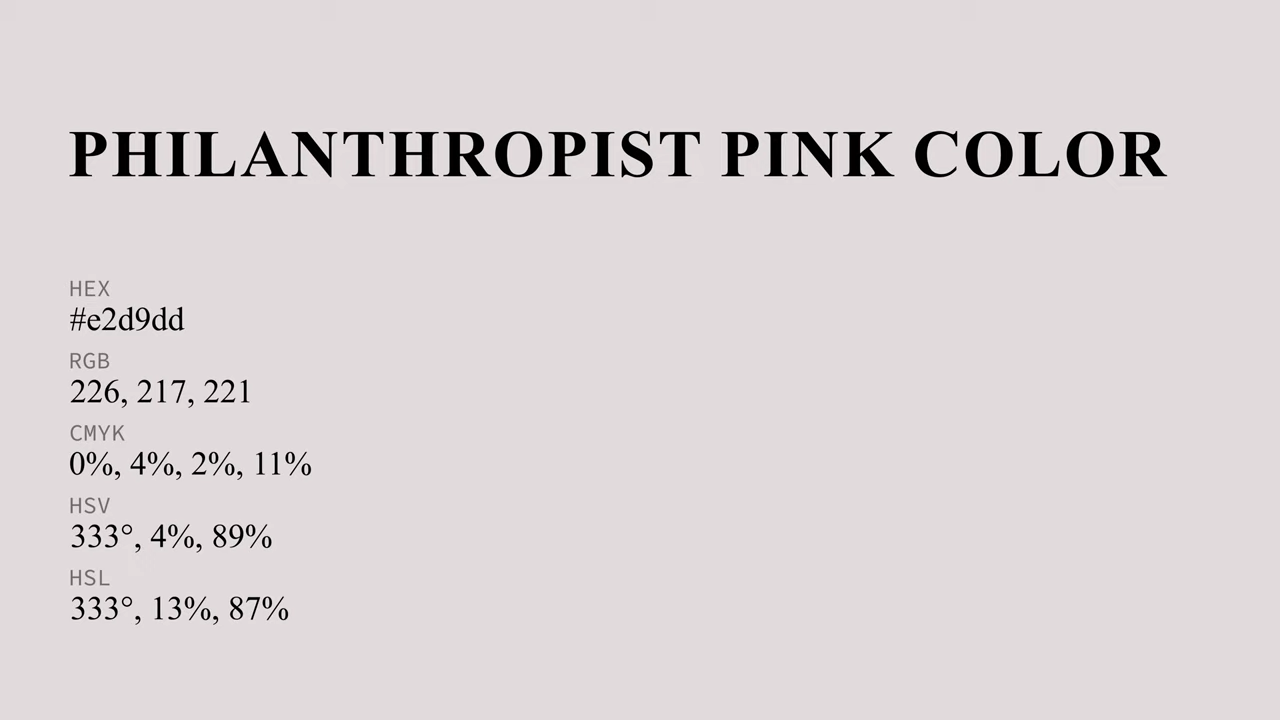 PHILANTHROPIST PINK COLOR
HEX
#e2d9dd
RGB
226, 217, 221
CMYK
0%, 4%, 2%, 11%
HSV
333°, 4%, 89%
HSL
333°, 13%, 87%